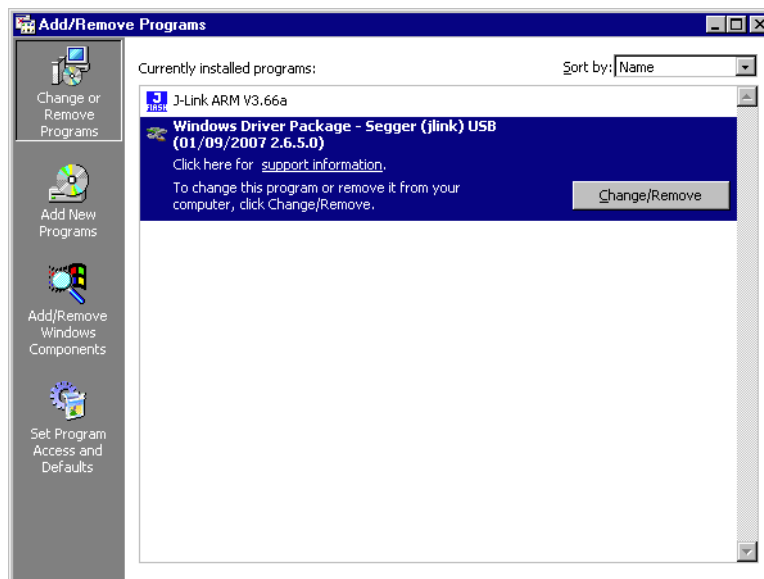 Add/Remove Programs
Change or
Remove
Programs
Add New
Programs
Add/Remove
Windows
Components
Set Program
Access and
Defaults
Currently installed programs:
Sort by: Name
J FLASH
J-Link ARM V3.66a
Windows Driver Package - Segger (jlink) USB
(01/09/2007 2.6.5.0)
Click here for support information.
To change this program or remove it from your
computer, click Change/Remove.
Change/Remove